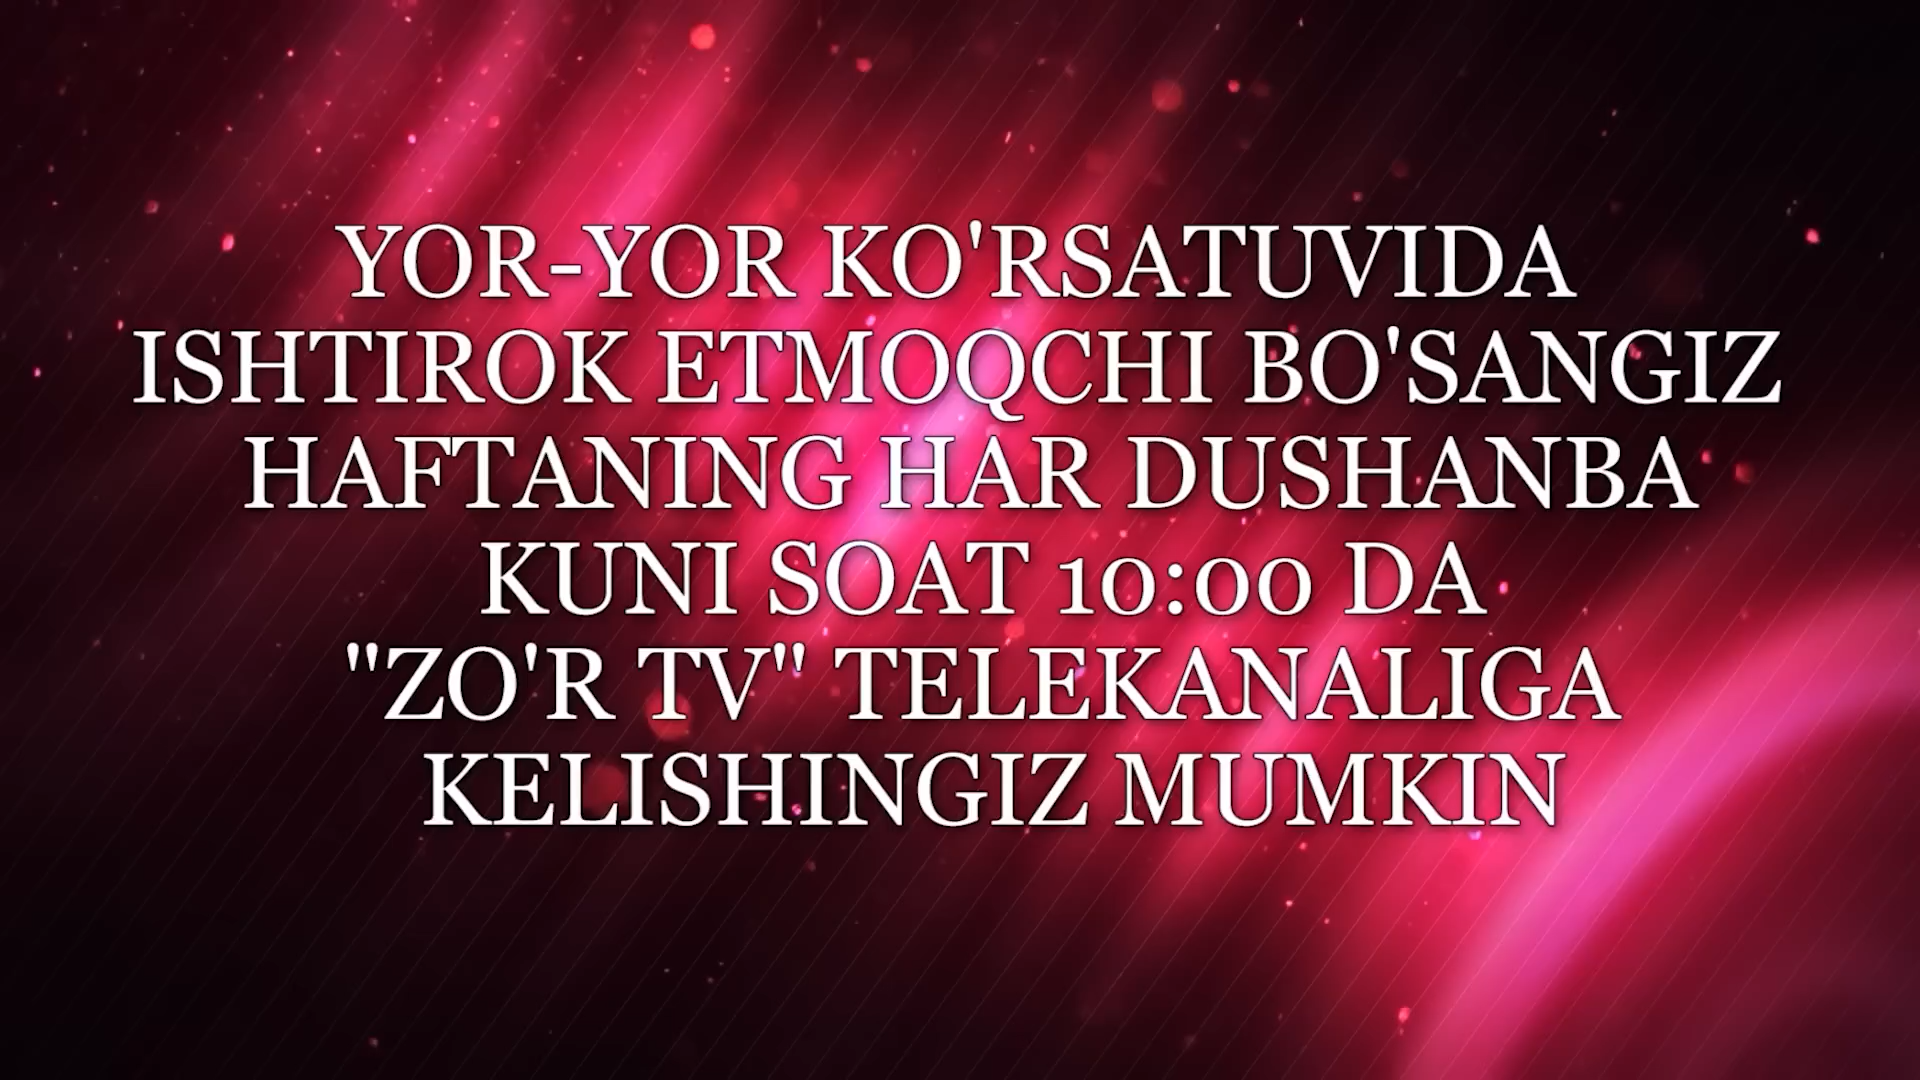 YOR-YOR KO'RSATUVIDA
ISHTIROK ETMOQCHI BO'SANGIZ
HAFTANING HAR DUSHANBA
KUNI SOAT 10:00 DA
"ZO'R TV" TELEKANALIGA
KELISHINGIZ MUMKIN